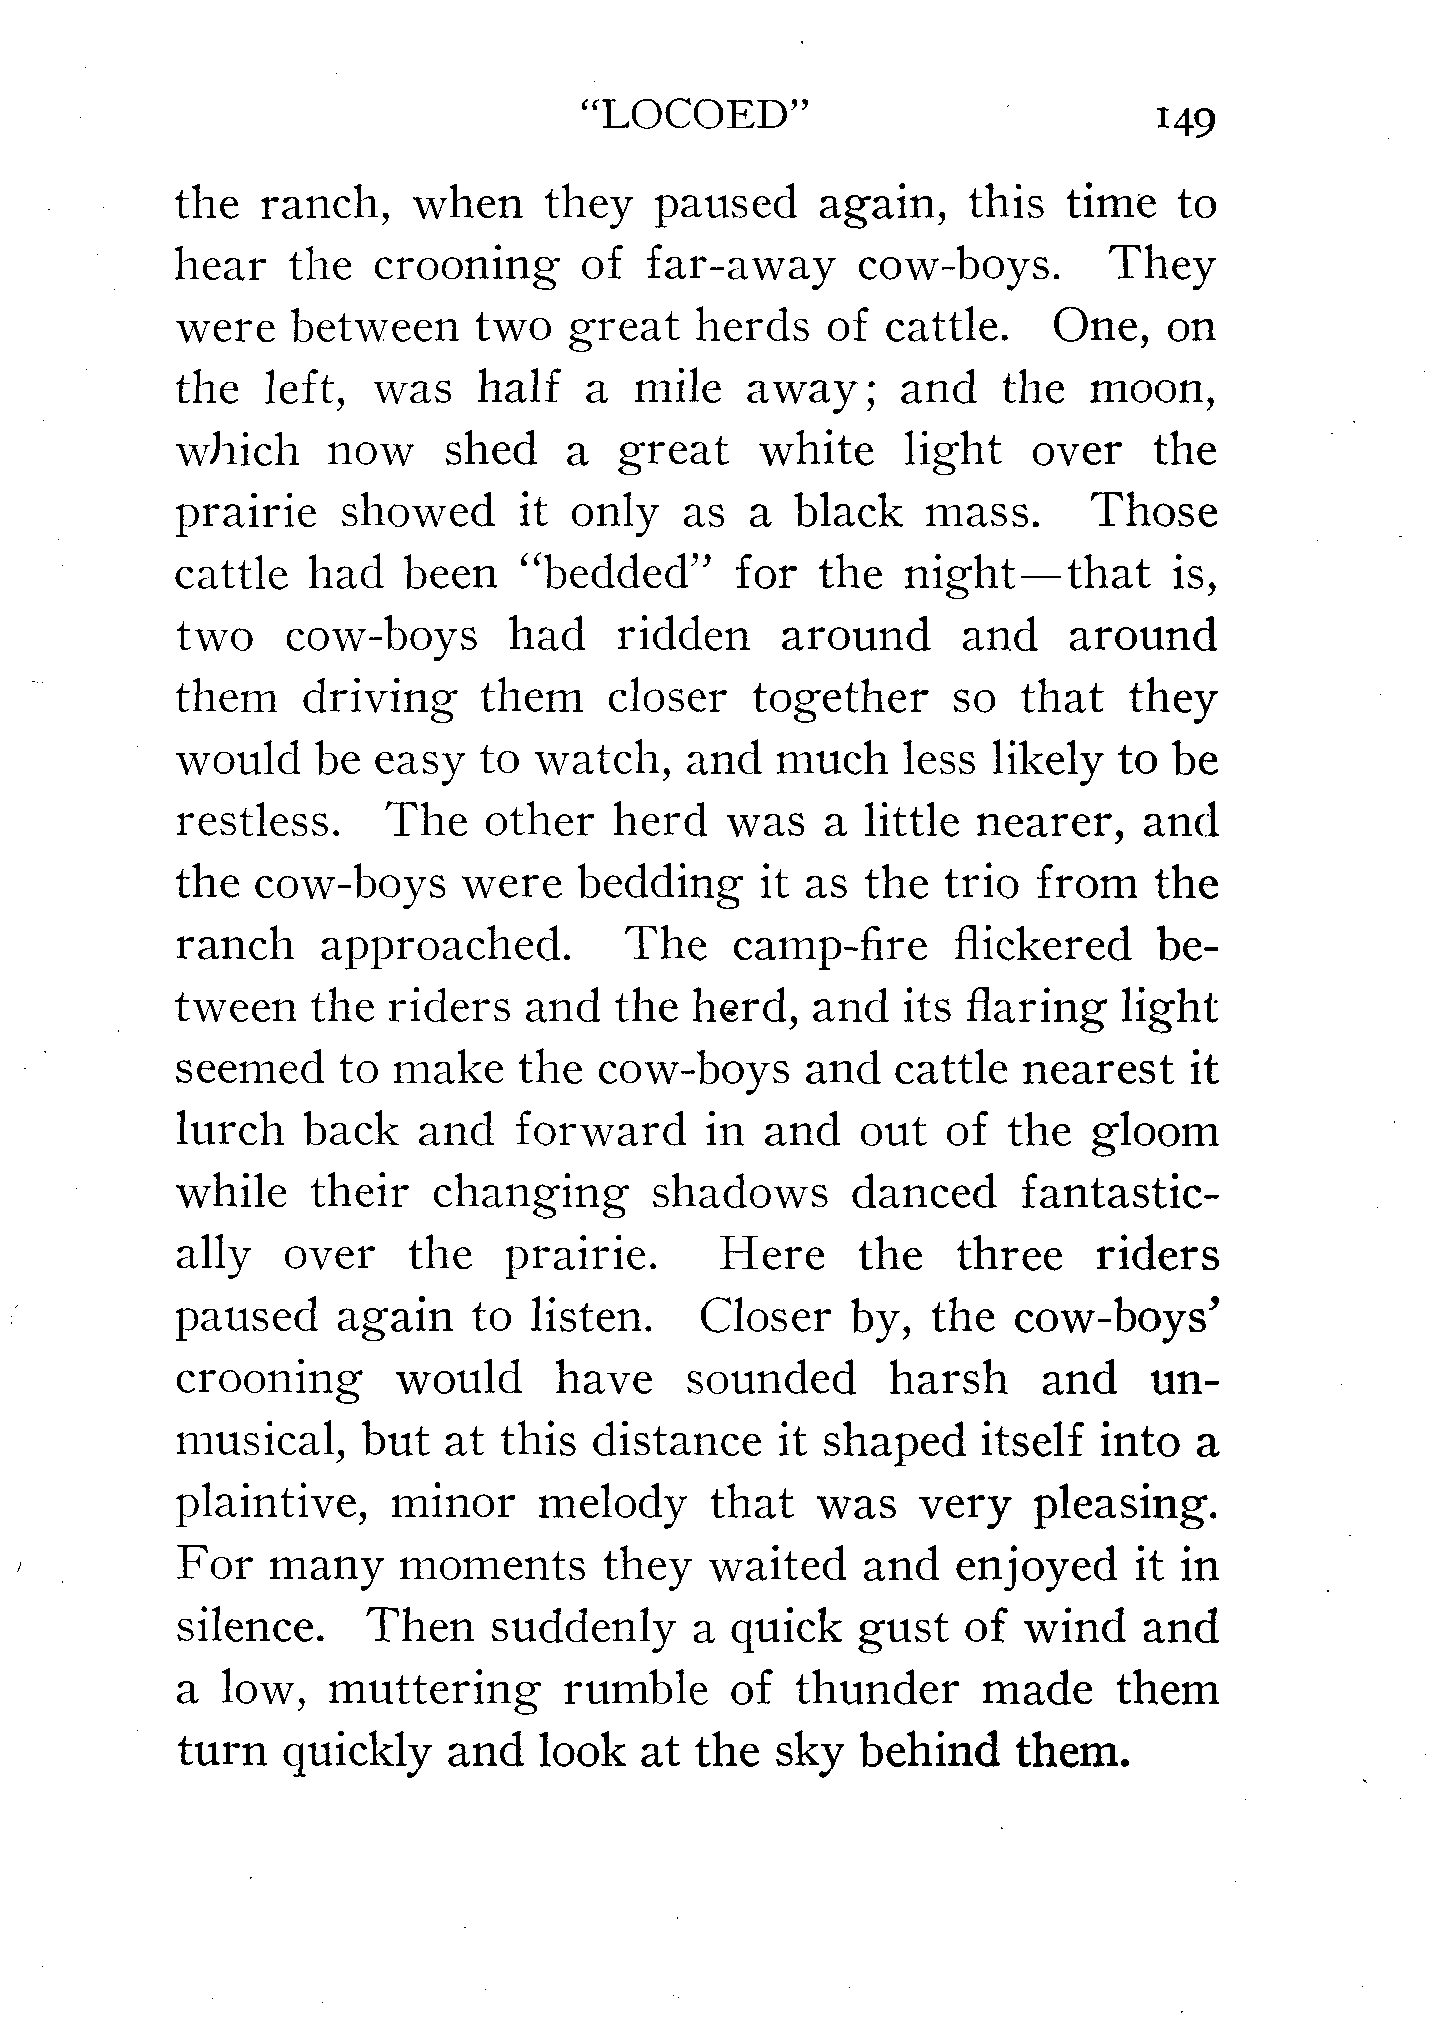 "LOCOED" 149
the ranch, when they paused again, this time to
hear the crooning of far-away cow-boys. They
were between two great herds of cattle. One, on
the left, was half a mile away; and the moon,
which now shed a great white light over the
prairie showed it only as a black mass. Those
cattle had been "bedded" for the night—that is,
two cow-boys had ridden around and around
them driving them closer together so that they
would be easy to watch, and much less likely to be
restless. The other herd was a little nearer, and
the cow-boys were bedding it as the trio from the
ranch approached. The camp-fire flickered be-
tween the riders and the herd, and its flaring light
seemed to make the cow-boys and cattle nearest it
lurch back and forward in and out of the gloom
while their changing shadows danced fantastic-
ally over the prairie. Here the three riders
paused again to listen. Closer by, the cow-boys'
crooning would have sounded harsh and un-
musical, but at this distance it shaped itself into a
plaintive, minor melody that was very pleasing.
For many moments they waited and enjoyed it in
silence. Then suddenly a quick gust of wind and
a low, muttering rumble of thunder made them
turn quickly and look at the sky behind them.